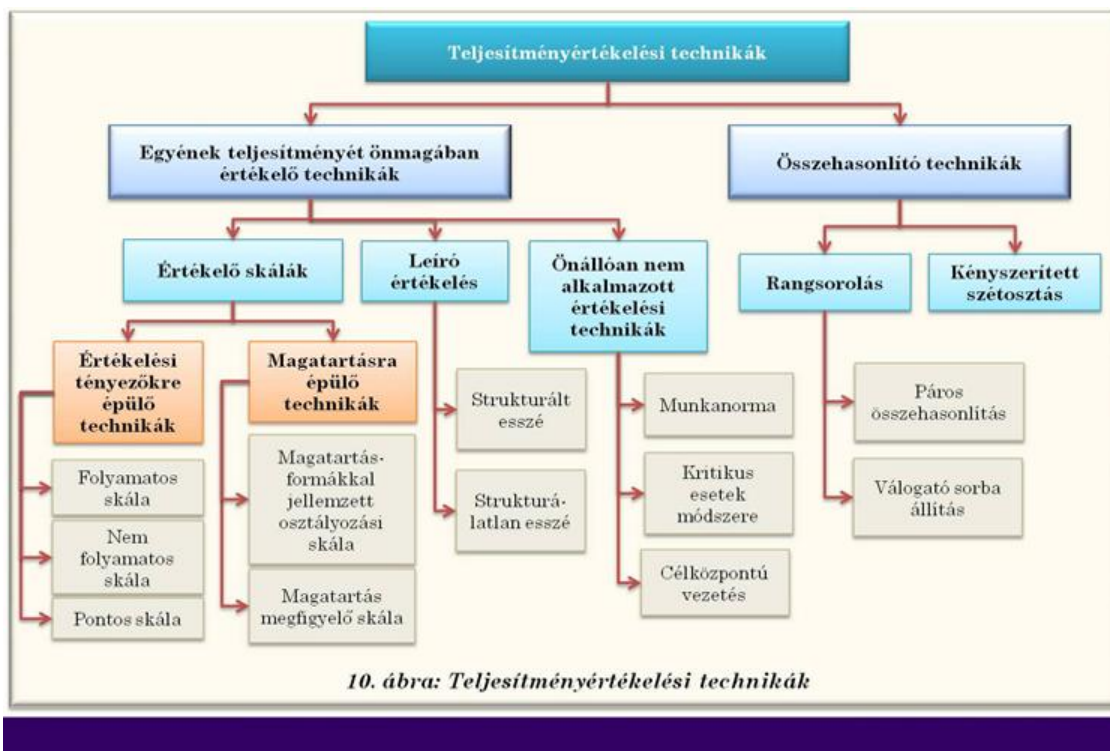 Teljesítményértékelési technikák
Egyének teljesítményét önmagában
értékelő technikák
Összehasonlító technikák
Értékelő skálák
Leíró
értékelés
Önállóan nem
alkalmazott
értékelési
technikák
Rangsorolás
Kényszerített
szétosztás
Értékelési
tényezőkre
épülő
technikák
Magatartásra
épülő
technikák
Folyamatos
skála
Nem
folyamatos
skála
Pontos skála
Magatartás-
formákkal
jellemzett
osztályozási
skála
Magatartás
megfigyelő skála
Strukturált
esszé
Strukturá-
latlan esszé
Munkanorma
Kritikus
esetek
módszere
Célközpontú
vezetés
Páros
összehasonlítás
Válogató sorba
állítás
10. ábra: Teljesítményértékelési technikák